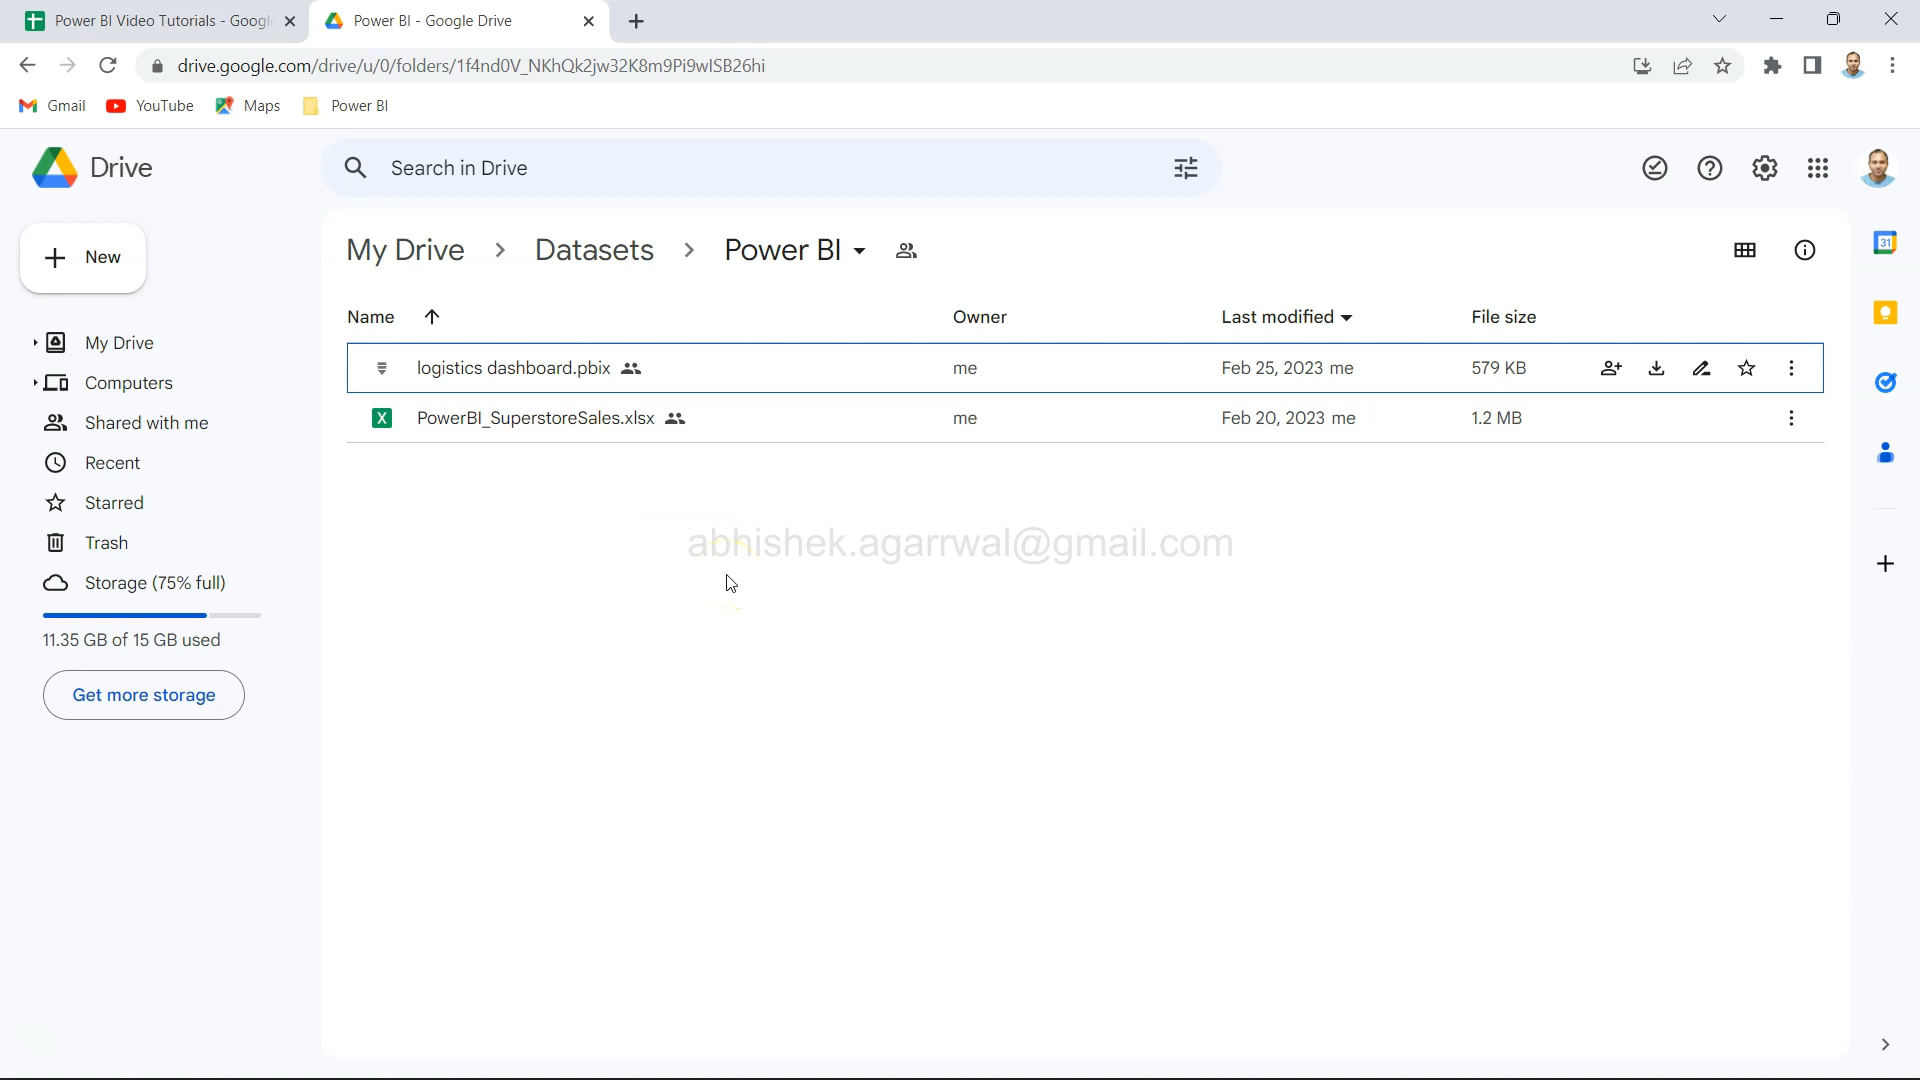 Power BI Video Tutorials - Googl
Power BI - Google Drive
drive.google.com/drive/u/0/folders/1f4nd0V_NKhQk2jw32K8m9Pi9wlSB26hi
Gmail YouTube Maps Power BI
Drive
Search in Drive
New
My Drive > Datasets > Power BI
31
Name Owner Last modified File size
My Drive
logistics dashboard.pbix me Feb 25, 2023 me 579 KB
Computers
X PowerBI_SuperstoreSales.xlsx me Feb 20, 2023 me 1.2 MB
Shared with me
Recent
Starred
Trash
abhishek.agarrwal@gmail.com
Storage (75% full)
11.35 GB of 15 GB used
Get more storage